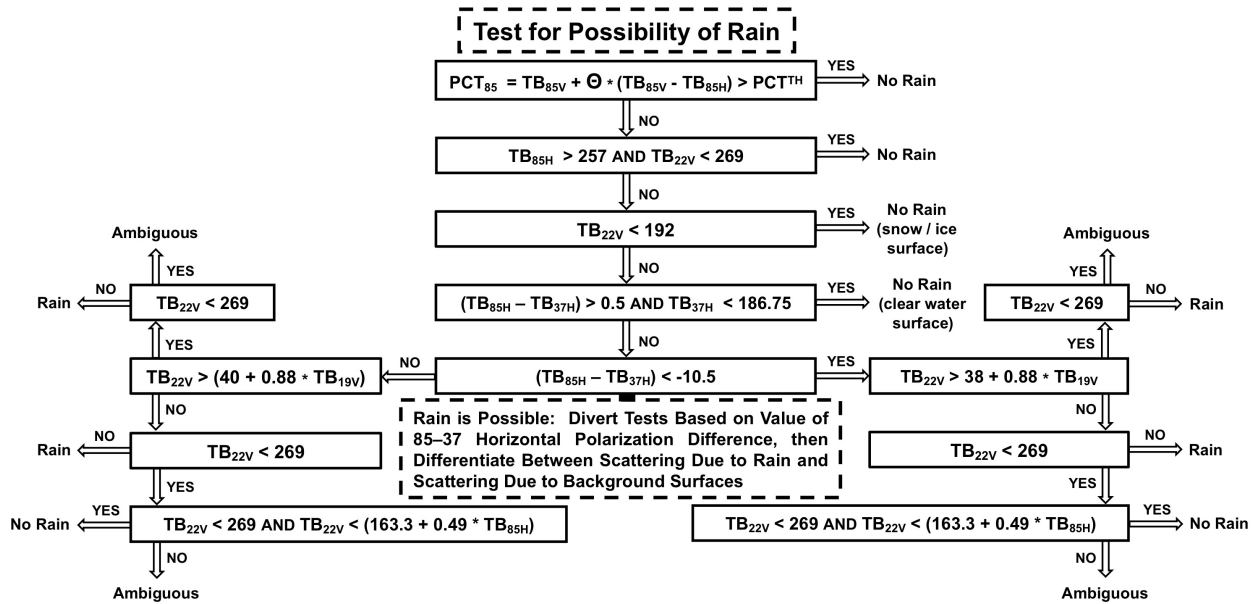 Test for Possibility of Rain
PCT85 = TB85V + Θ * (TB85V - TB85H) > PCTTH
YES
No Rain
NO
TB85H > 257 AND TB22V < 269
YES
No Rain
NO
TB22V < 192
YES
No Rain
(snow / ice
surface)
NO
(TB85H – TB37H) > 0.5 AND TB37H < 186.75
YES
No Rain
(clear water
surface)
NO
(TB85H – TB37H) < -10.5
NO
YES
Rain is Possible: Divert Tests Based on Value of
85–37 Horizontal Polarization Difference, then
Differentiate Between Scattering Due to Rain and
Scattering Due to Background Surfaces
Ambiguous
YES
Rain
NO
TB22V < 269
YES
TB22V > (40 + 0.88 * TB19V)
NO
Rain
NO
TB22V < 269
YES
No Rain
YES
TB22V < 269 AND TB22V < (163.3 + 0.49 * TB85H)
NO
Ambiguous
Ambiguous
YES
TB22V < 269
NO
Rain
YES
TB22V > 38 + 0.88 * TB19V
NO
TB22V < 269
NO
Rain
YES
TB22V < 269 AND TB22V < (163.3 + 0.49 * TB85H)
YES
No Rain
NO
Ambiguous